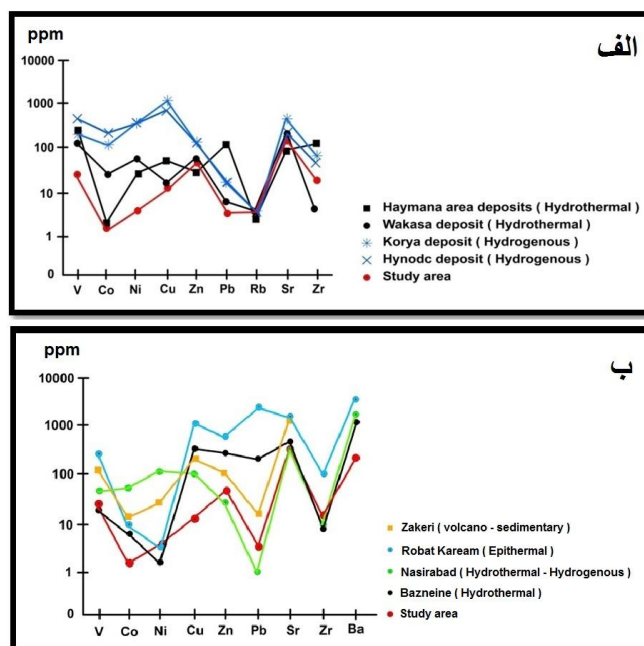 ppm
الف
10000
1000
100
10
1
0
V Co Ni Cu Zn Pb Rb Sr Zr
Haymana area deposits ( Hydrothermal )
Wakasa deposit ( Hydrothermal )
Korya deposit ( Hydrogenous )
Hynodc deposit ( Hydrogenous )
Study area
ppm
ب
10000
1000
100
10
1
0
V Co Ni Cu Zn Pb Sr Zr Ba
Zakeri ( volcano - sedimentary )
Robat Kaream ( Epithermal )
Nasirabad ( Hydrothermal - Hydrogenous )
Bazneine ( Hydrothermal )
Study area